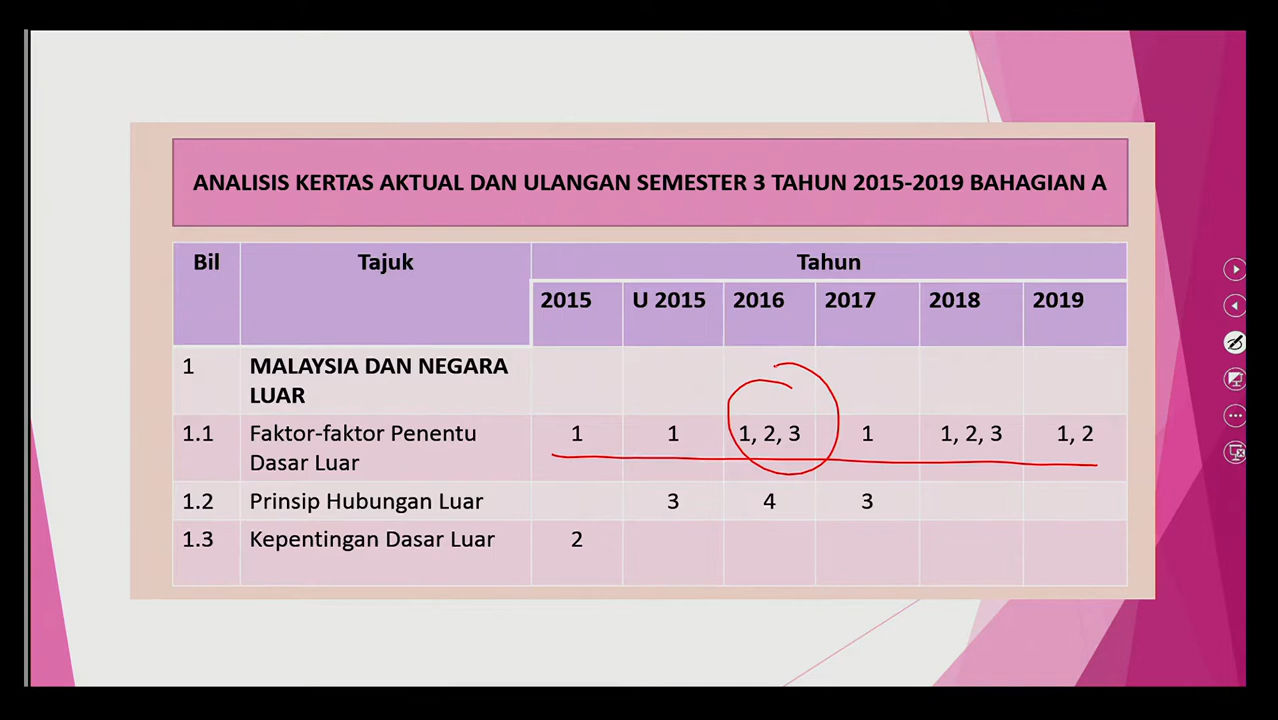 ANALISIS KERTAS AKTUAL DAN ULANGAN SEMESTER 3 TAHUN 2015-2019 BAHAGIAN A
Bil Tajuk Tahun
2015 U 2015 2016 2017 2018 2019
1 MALAYSIA DAN NEGARA
LUAR
1.1 Faktor-faktor Penentu 1 1 1, 2, 3 1 1, 2, 3 1, 2
Dasar Luar
1.2 Prinsip Hubungan Luar 3 4 3
1.3 Kepentingan Dasar Luar 2